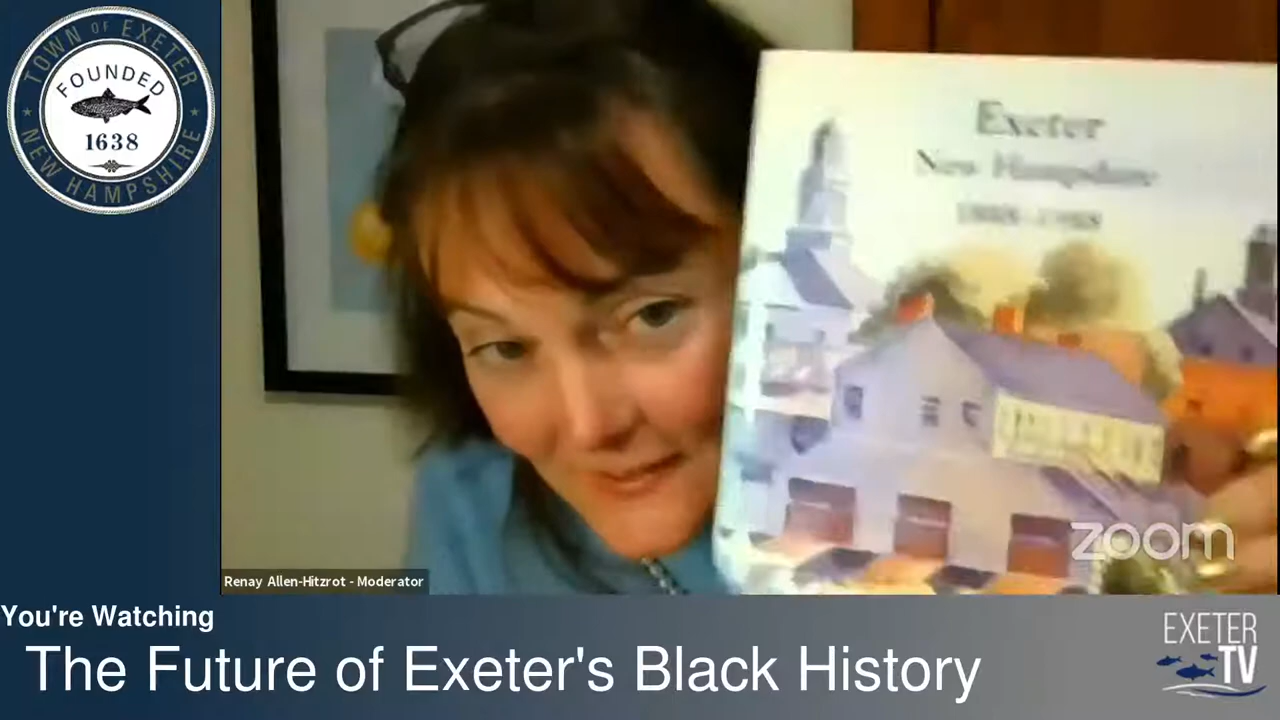 TOWN OF EXETER
FOUNDED
1638
NEW HAMPSHIRE
Exeter
New Hampshire
zoom
Renay Allen-Hitzrot - Moderator
You're Watching
The Future of Exeter's Black History
EXETER
TV